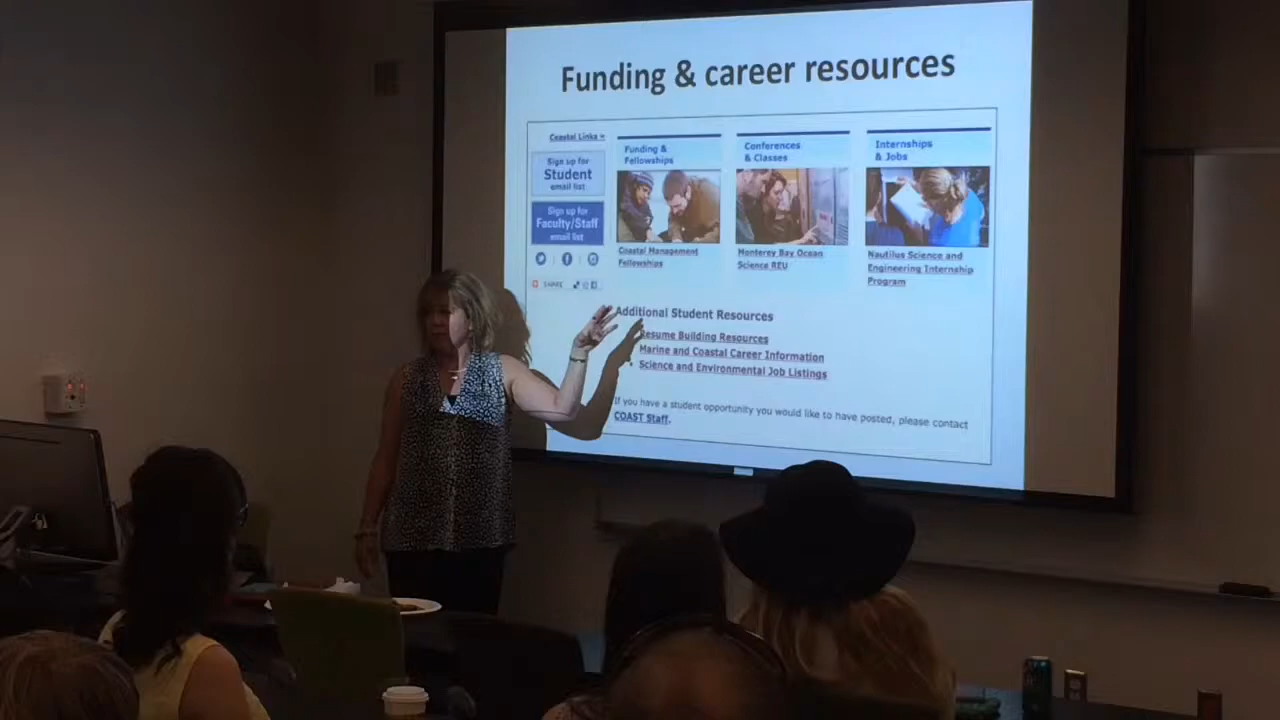 Funding & career resources
Coastal Links »
Sign up for
Student
email list
Sign up for
Faculty/Staff
email list
SHARE
Funding &
Fellowships
Coastal Management
Fellowships
Conferences
& Classes
Monterey Bay Ocean
Science REU
Internships
& Jobs
Nautilus Science and
Engineering Internship
Program
Additional Student Resources
Resume Building Resources
Marine and Coastal Career Information
Science and Environmental Job Listings
If you have a student opportunity you would like to have posted, please contact
COAST Staff.